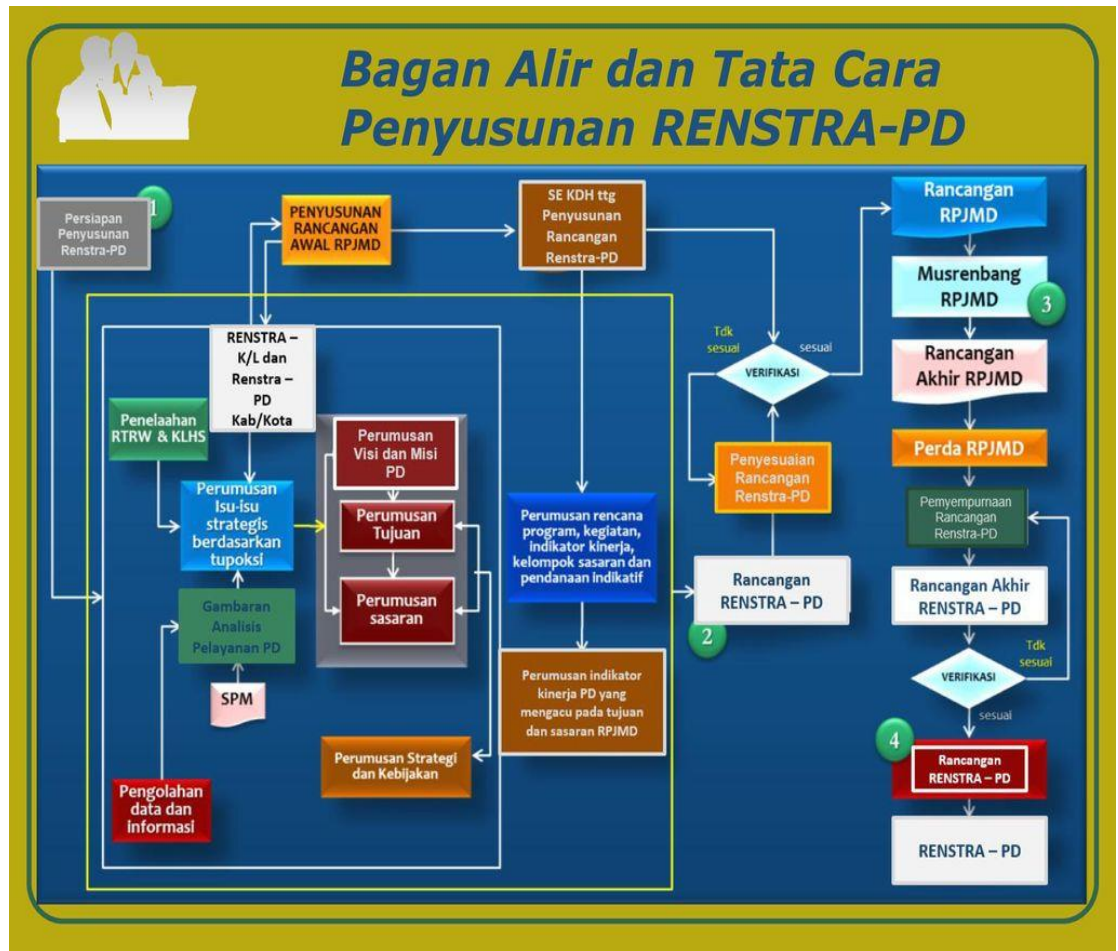 Bagan Alir dan Tata Cara
Penyusunan RENSTRA-PD
1
Persiapan
Penyusunan
Renstra-PD
PENYUSUNAN
RANCANGAN
AWAL RPJMD
SE KDH ttg
Penyusunan
Rancangan
Renstra-PD
RENSTRA –
K/L dan
Renstra –
PD
Kab/Kota
Penelaahan
RTRW & KLHS
Perumusan
Isu-isu
strategis
berdasarkan
tupoksi
Gambaran
Analisis
Pelayanan PD
SPM
Pengolahan
data dan
informasi
Perumusan
Visi dan Misi
PD
Perumusan
Tujuan
Perumusan
sasaran
Perumusan Strategi
dan Kebijakan
Perumusan rencana
program, kegiatan,
indikator kinerja,
kelompok sasaran dan
pendanaan indikatif
Perumusan indikator
kinerja PD yang
mengacu pada tujuan
dan sasaran RPJMD
Tdk
sesuai
sesuai
VERIFIKASI
Penyesuaian
Rancangan
Renstra-PD
Rancangan
RENSTRA – PD
2
Rancangan
RPJMD
Musrenbang
RPJMD
3
Rancangan
Akhir RPJMD
Perda RPJMD
Pemyempurnaan
Rancangan
Renstra-PD
Rancangan Akhir
RENSTRA – PD
Tdk
sesuai
VERIFIKASI
sesuai
4
Rancangan
RENSTRA – PD
RENSTRA – PD